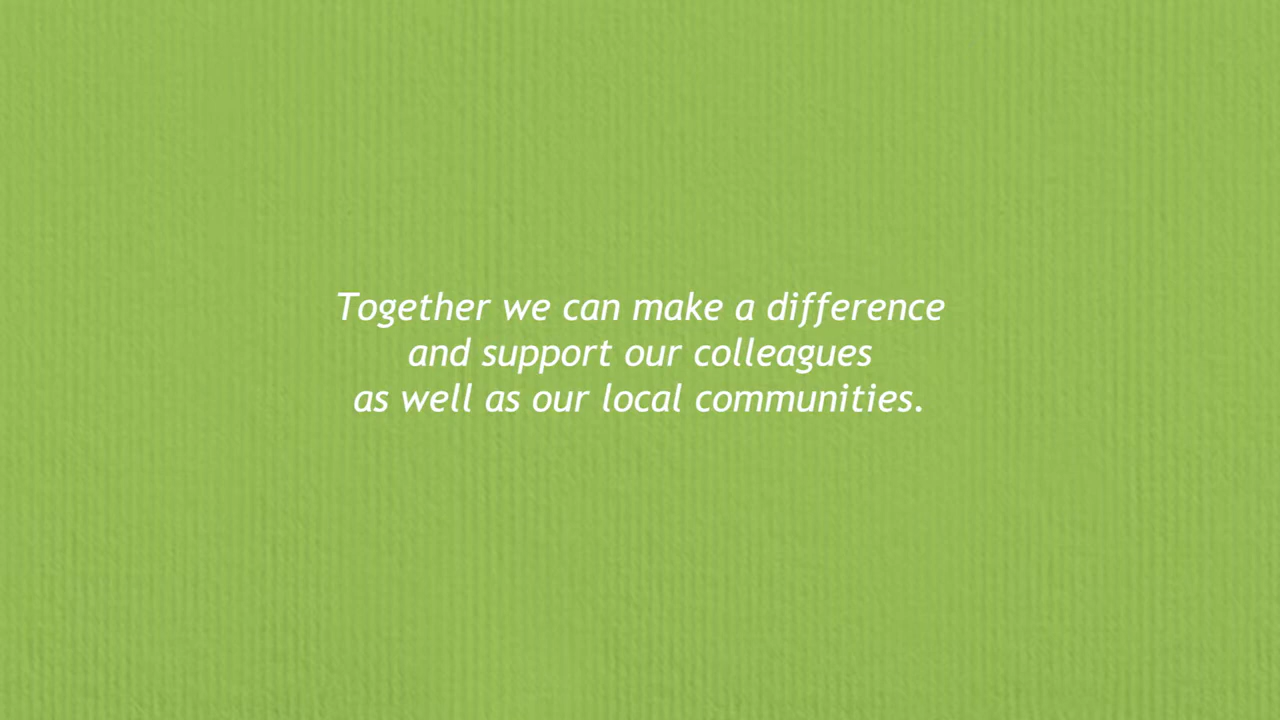 Together we can make a difference
and support our colleagues
as well as our local communities.